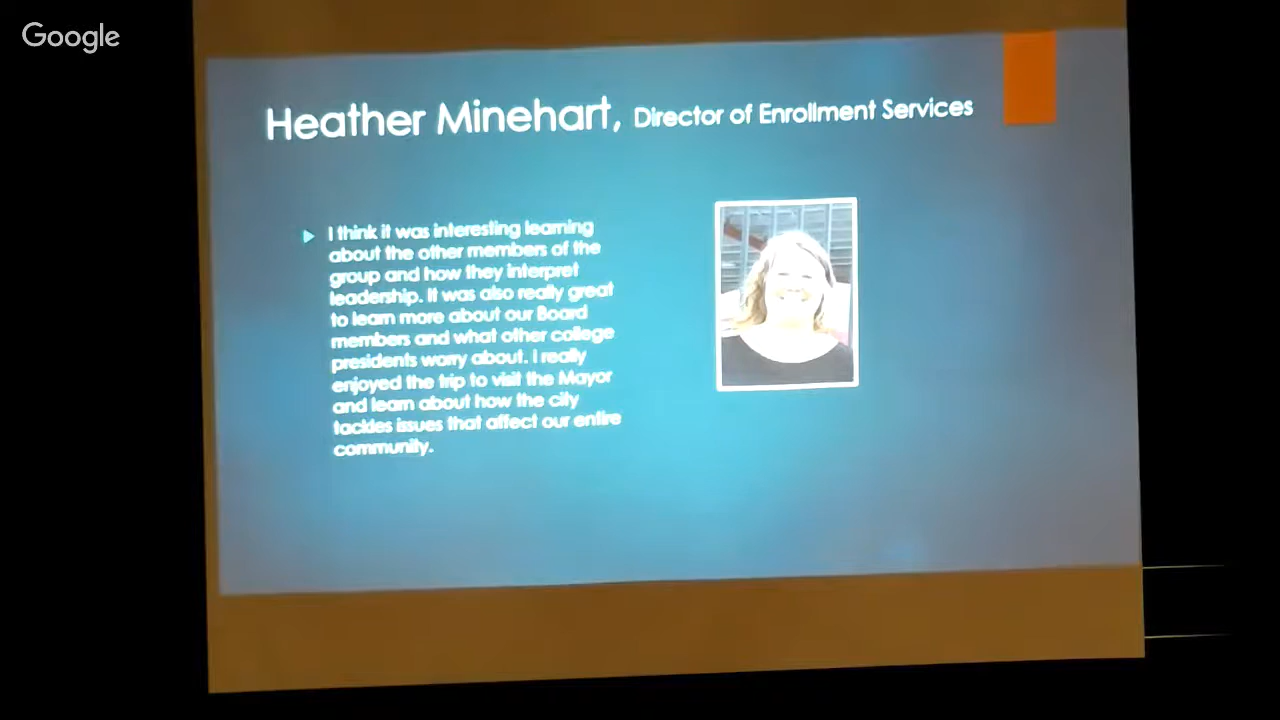 Google
Heather Minehart, Director of Enrollment Services
I think it was interesting learning
about the other members of the
group and how they interpret
leadership. It was also really great
to learn more about our Board
members and what other college
presidents worry about. I really
enjoyed the trip to visit the Mayor
and learn about how the city
tackles issues that affect our entire
community.